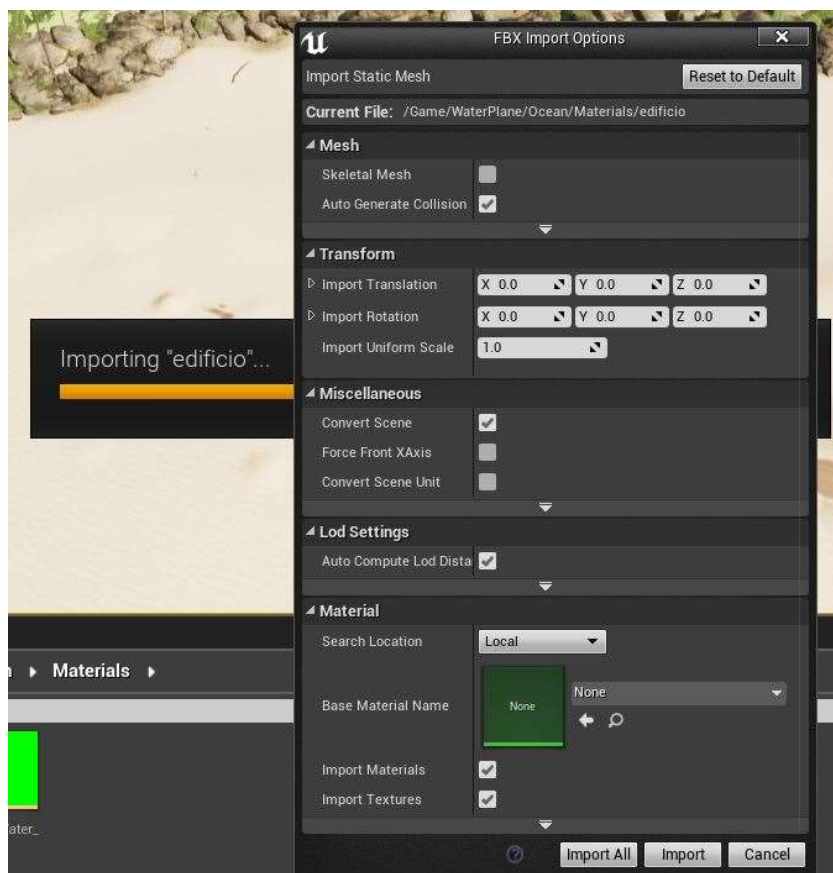 FBX Import Options
Import Static Mesh
Reset to Default
Current File: /Game/WaterPlane/Ocean/Materials/edificio
Mesh
Skeletal Mesh
Auto Generate Collision
Transform
Import Translation X 0.0 Y 0.0 Z 0.0
Import Rotation X 0.0 Y 0.0 Z 0.0
Import Uniform Scale 1.0
Importing "edificio"...
Miscellaneous
Convert Scene
Force Front XAxis
Convert Scene Unit
Lod Settings
Auto Compute Lod Dista
Material
Search Location Local
Materials
Base Material Name None None
Import Materials
Import Textures
ater_
Import All Import Cancel